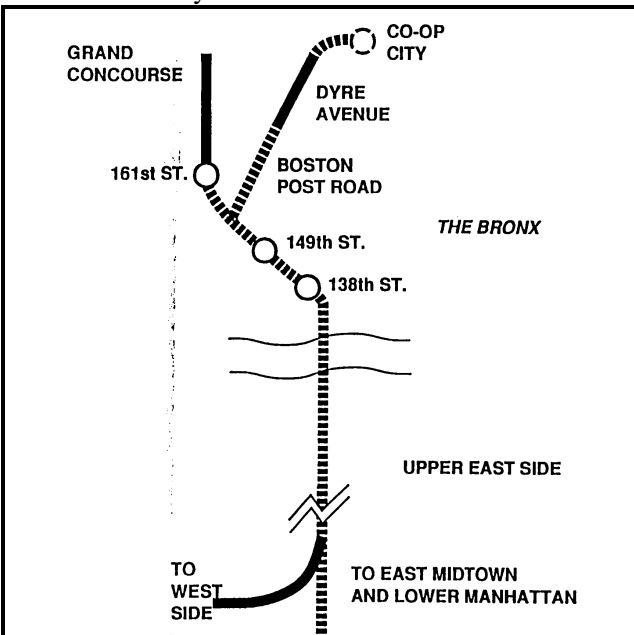 CO-OP
CITY
GRAND
CONCOURSE
DYRE
AVENUE
161st ST.
BOSTON
POST ROAD
THE BRONX
149th ST.
138th ST.
UPPER EAST SIDE
TO
WEST
SIDE
TO EAST MIDTOWN
AND LOWER MANHATTAN